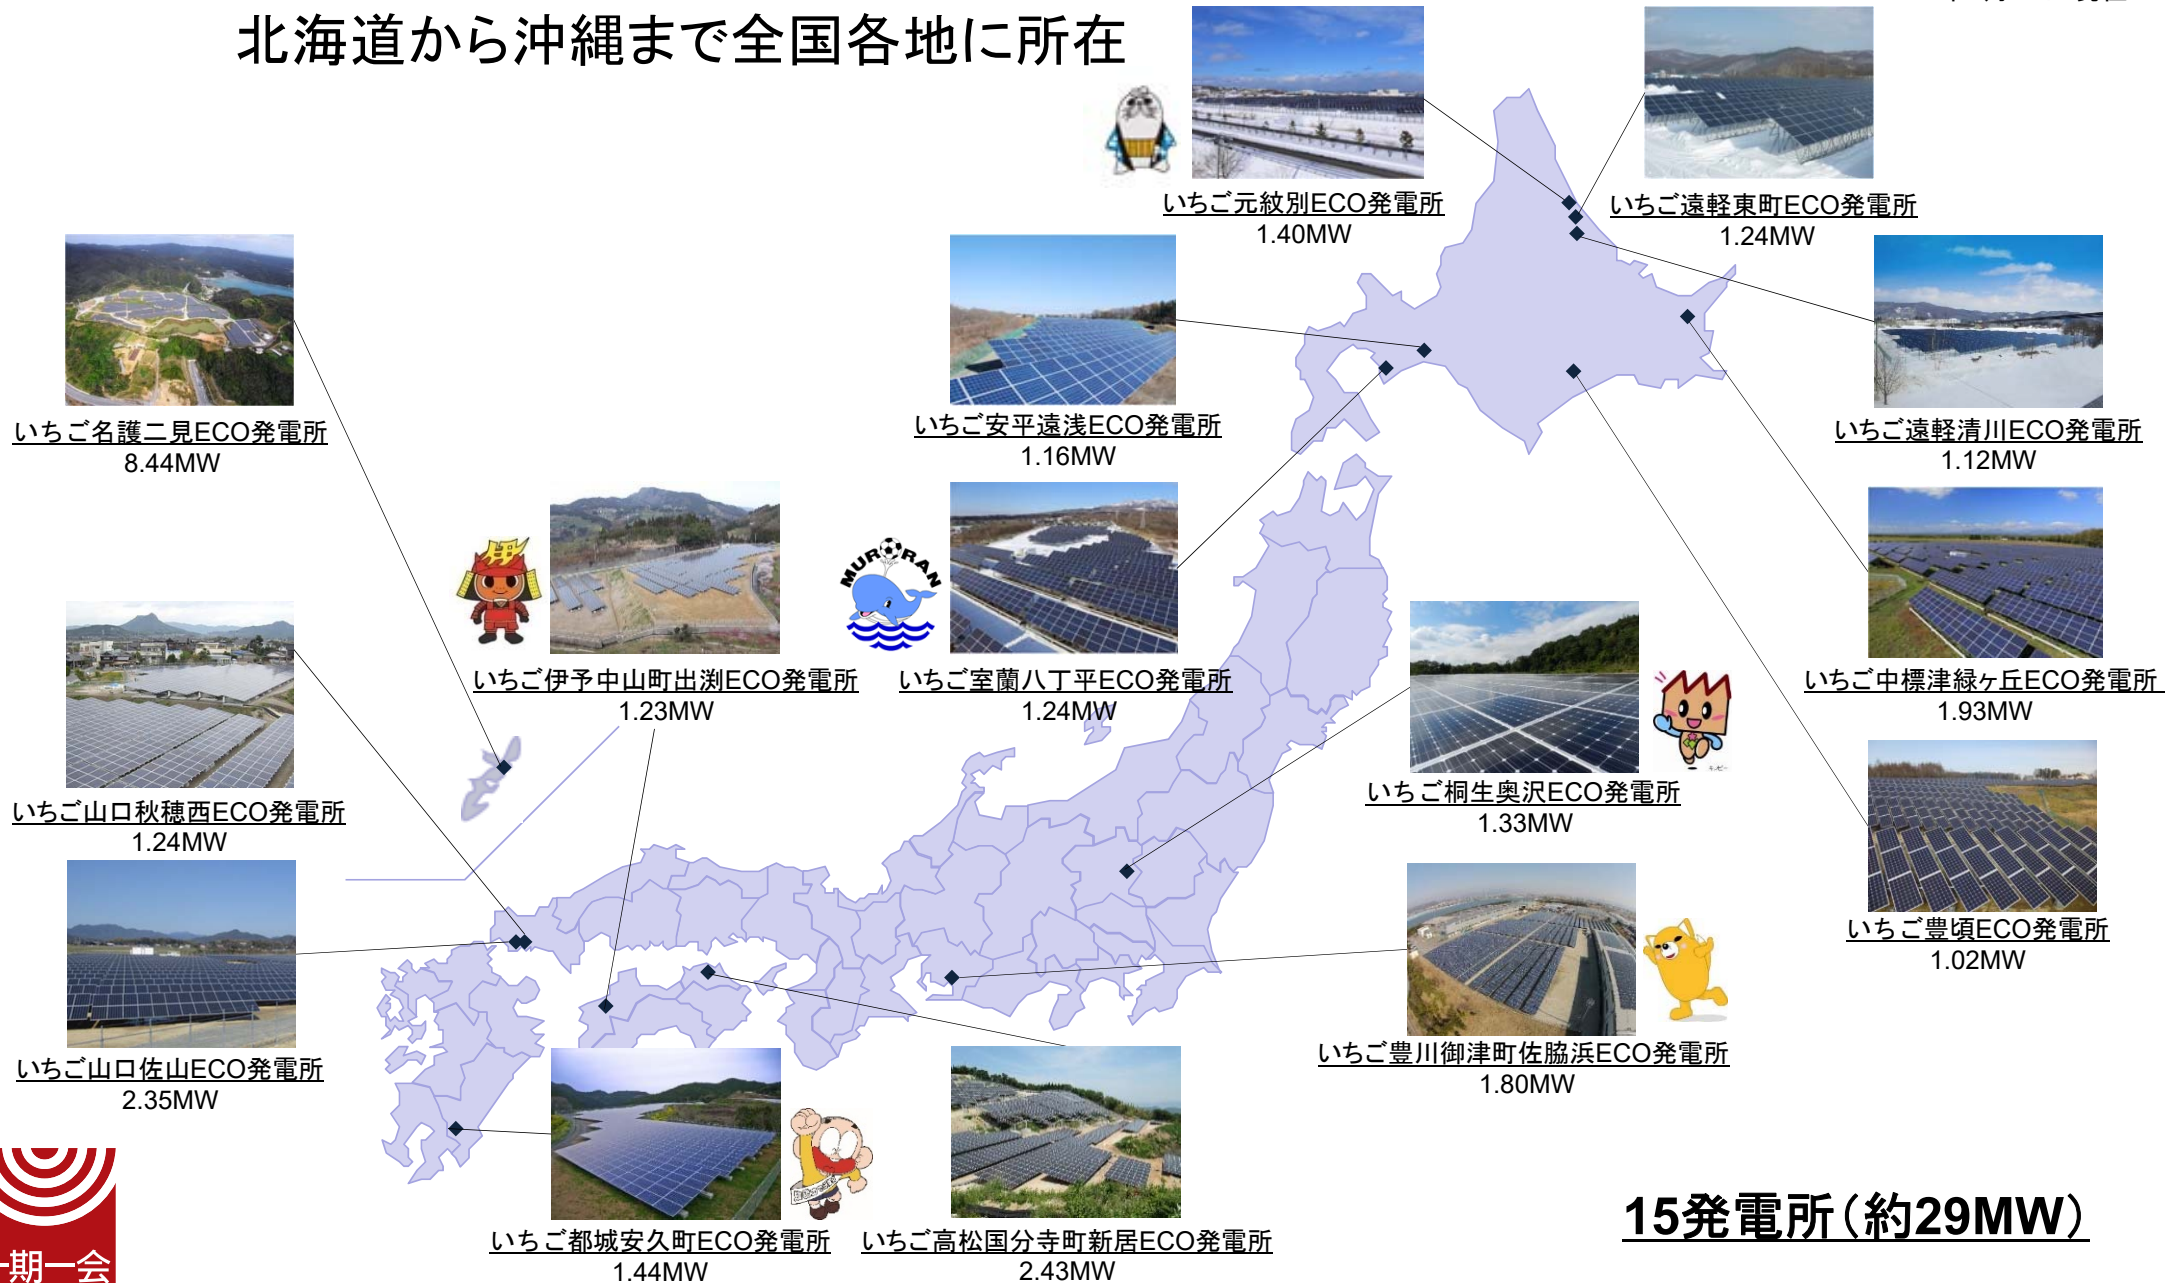 北海道から沖縄まで全国各地に所在
いちご元紋別ECO発電所
1.40MW
いちご遠軽東町ECO発電所
1.24MW
いちご名護二見ECO発電所
8.44MW
いちご安平遠浅ECO発電所
1.16MW
いちご遠軽清川ECO発電所
1.12MW
MURORAN
いちご伊予中山町出渕ECO発電所
1.23MW
いちご室蘭八丁平ECO発電所
1.24MW
いちご中標津緑ヶ丘ECO発電所
1.93MW
いちご山口秋穂西ECO発電所
1.24MW
いちご桐生奥沢ECO発電所
1.33MW
いちご豊頃ECO発電所
1.02MW
いちご山口佐山ECO発電所
2.35MW
いちご豊川御津町佐脇浜ECO発電所
1.80MW
いちご都城安久町ECO発電所
1.44MW
いちご高松国分寺町新居ECO発電所
2.43MW
15発電所（約29MW）
一期一会